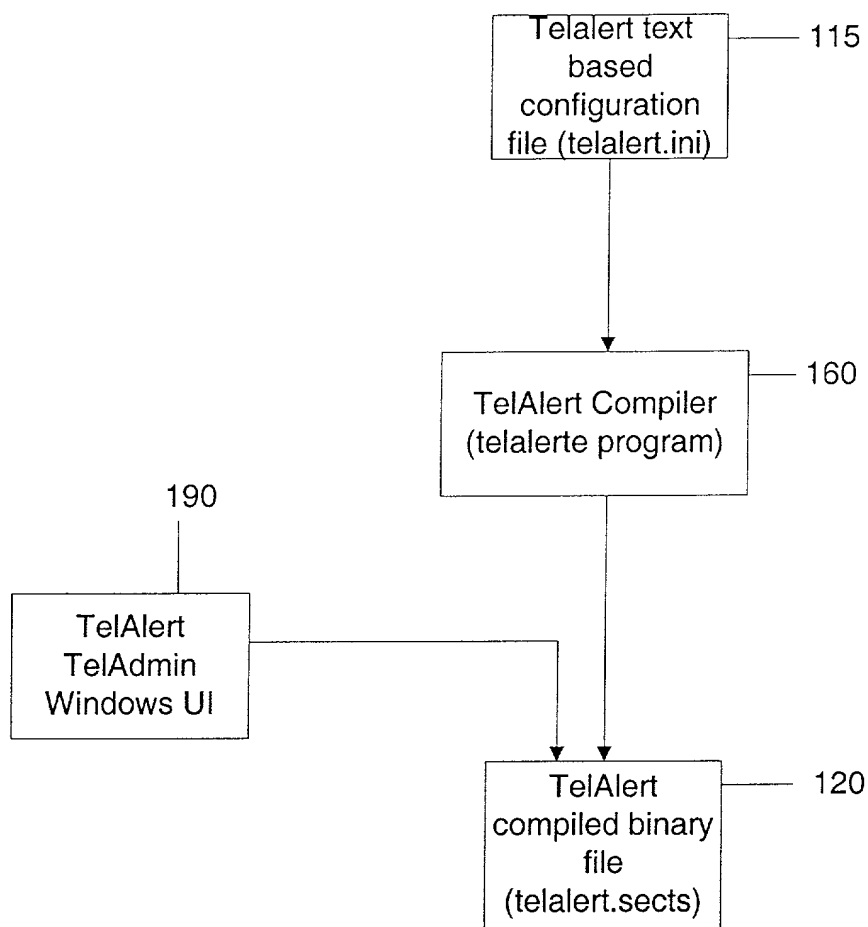 Telalert text
based
configuration
file (telalert.ini)
115
TelAlert Compiler
(telalerte program)
160
190
TelAlert
TelAdmin
Windows UI
TelAlert
compiled binary
file
(telalert.sects)
120